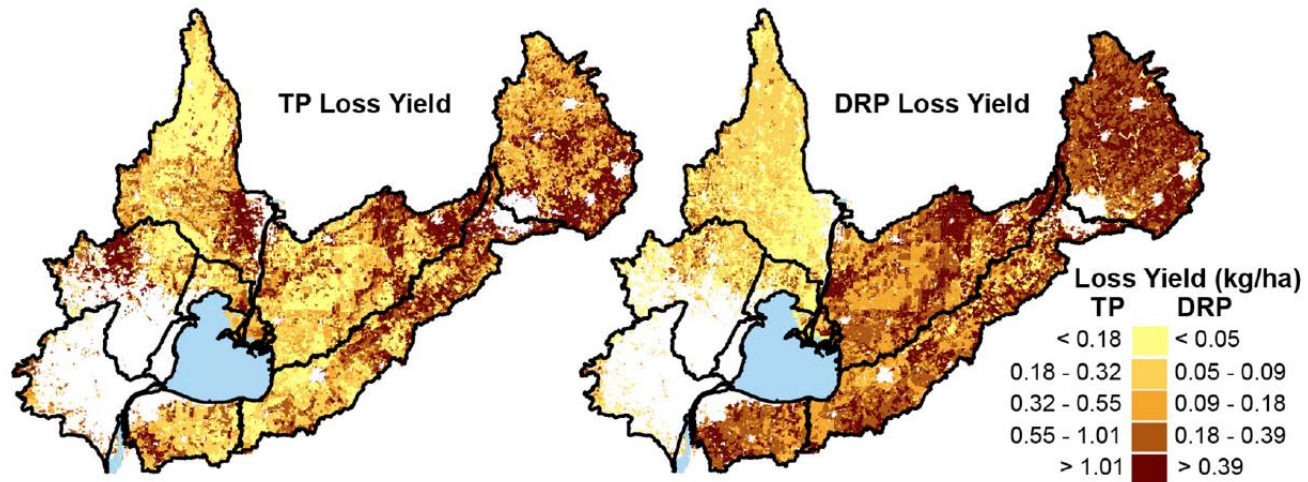 TP Loss Yield
DRP Loss Yield
Loss Yield (kg/ha)
TP DRP
< 0.18 < 0.05
0.18 - 0.32 0.05 - 0.09
0.32 - 0.55 0.09 - 0.18
0.55 - 1.01 0.18 - 0.39
> 1.01 > 0.39